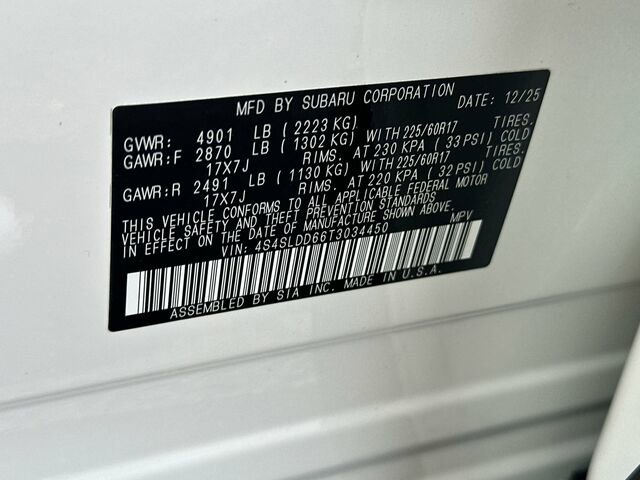 MFD BY SUBARU CORPORATION DATE: 12/25
GVWR: 4901 LB ( 2223 KG) TIRES.
GAWR:F 2870 LB ( 1302 KG) WITH 225/60R17
17X7J RIMS. AT 230 KPA ( 33 PSI) COLD
TIRES.
GAWR:R 2491 LB ( 1130 KG) WITH 225/60R17
17X7J RIMS. AT 220 KPA ( 32 PSI) COLD
THIS VEHICLE CONFORMS TO ALL APPLICABLE FEDERAL MOTOR
VEHICLE SAFETY AND THEFT PREVENTION STANDARDS
IN EFFECT ON THE DATE OF MANUFACTURE SHOWN ABOVE.
VIN: 4S4SLDD66T3034450 MPV
ASSEMBLED BY SIA INC. MADE IN U.S.A.